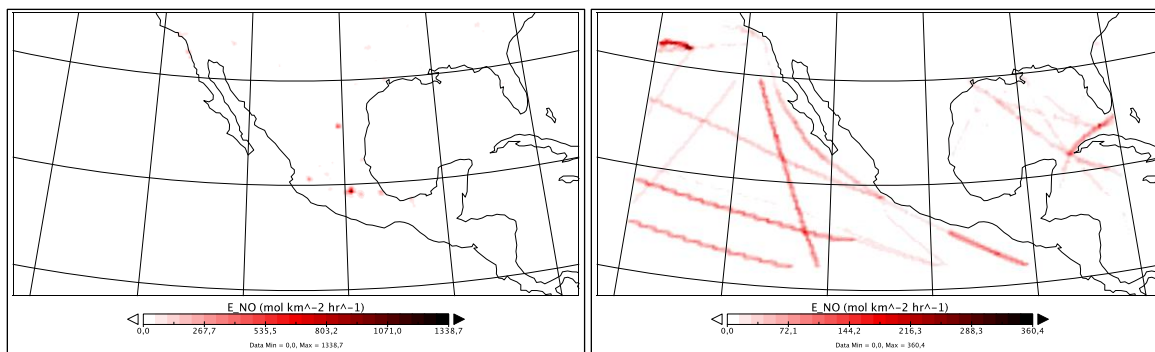 E_NO (mol km^-2 hr^-1)
0,0 267,7 535,5 803,2 1071,0 1338,7
Data Min = 0,0, Max = 1338,7
E_NO (mol km^-2 hr^-1)
0,0 72,1 144,2 216,3 288,3 360,4
Data Min = 0,0, Max = 360,4